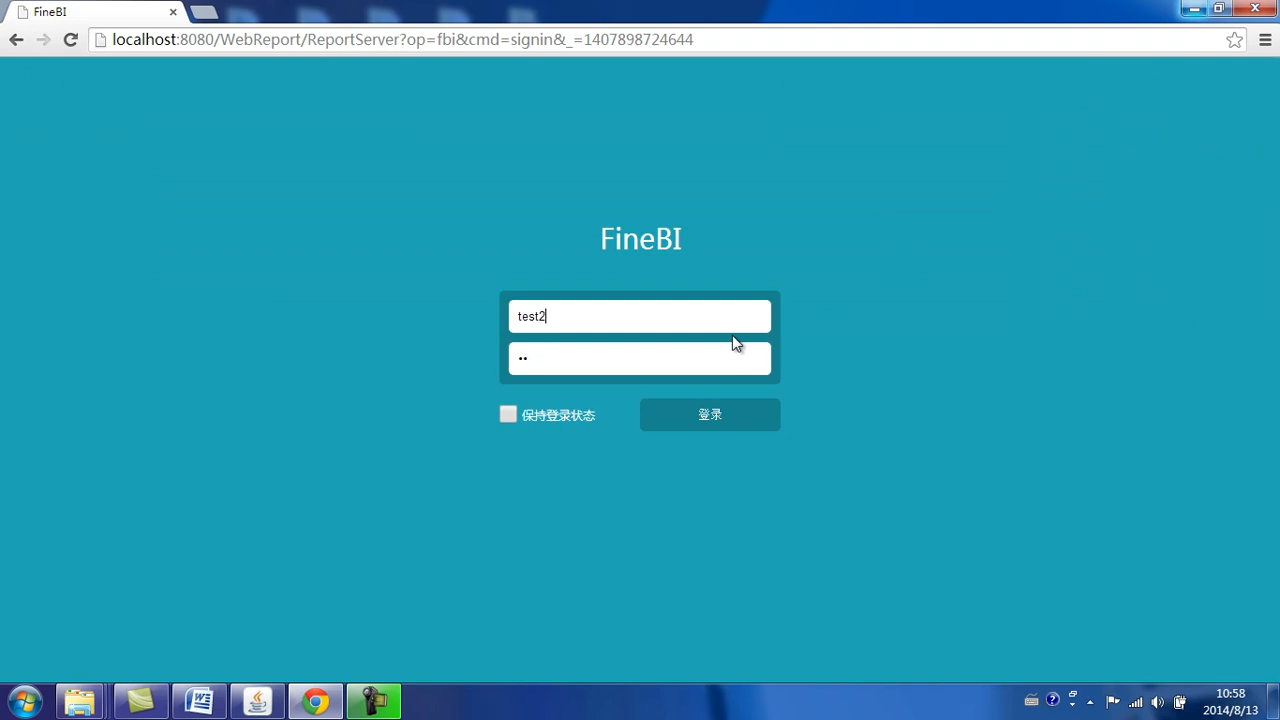 FineBI
localhost:8080/WebReport/ReportServer?op=fbi&cmd=signin&_=1407898724644
FineBI
test2
••
保持登录状态
登录
10:58
2014/8/13